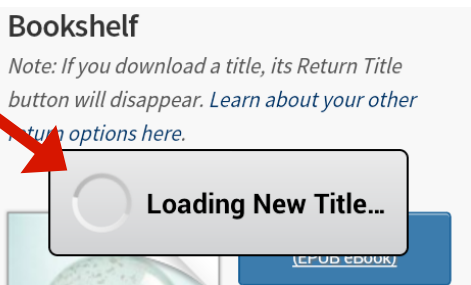 Bookshelf
Note: If you download a title, its Return Title
button will disappear. Learn about your other
return options here.
Loading New Title...
(EPUB eBook)